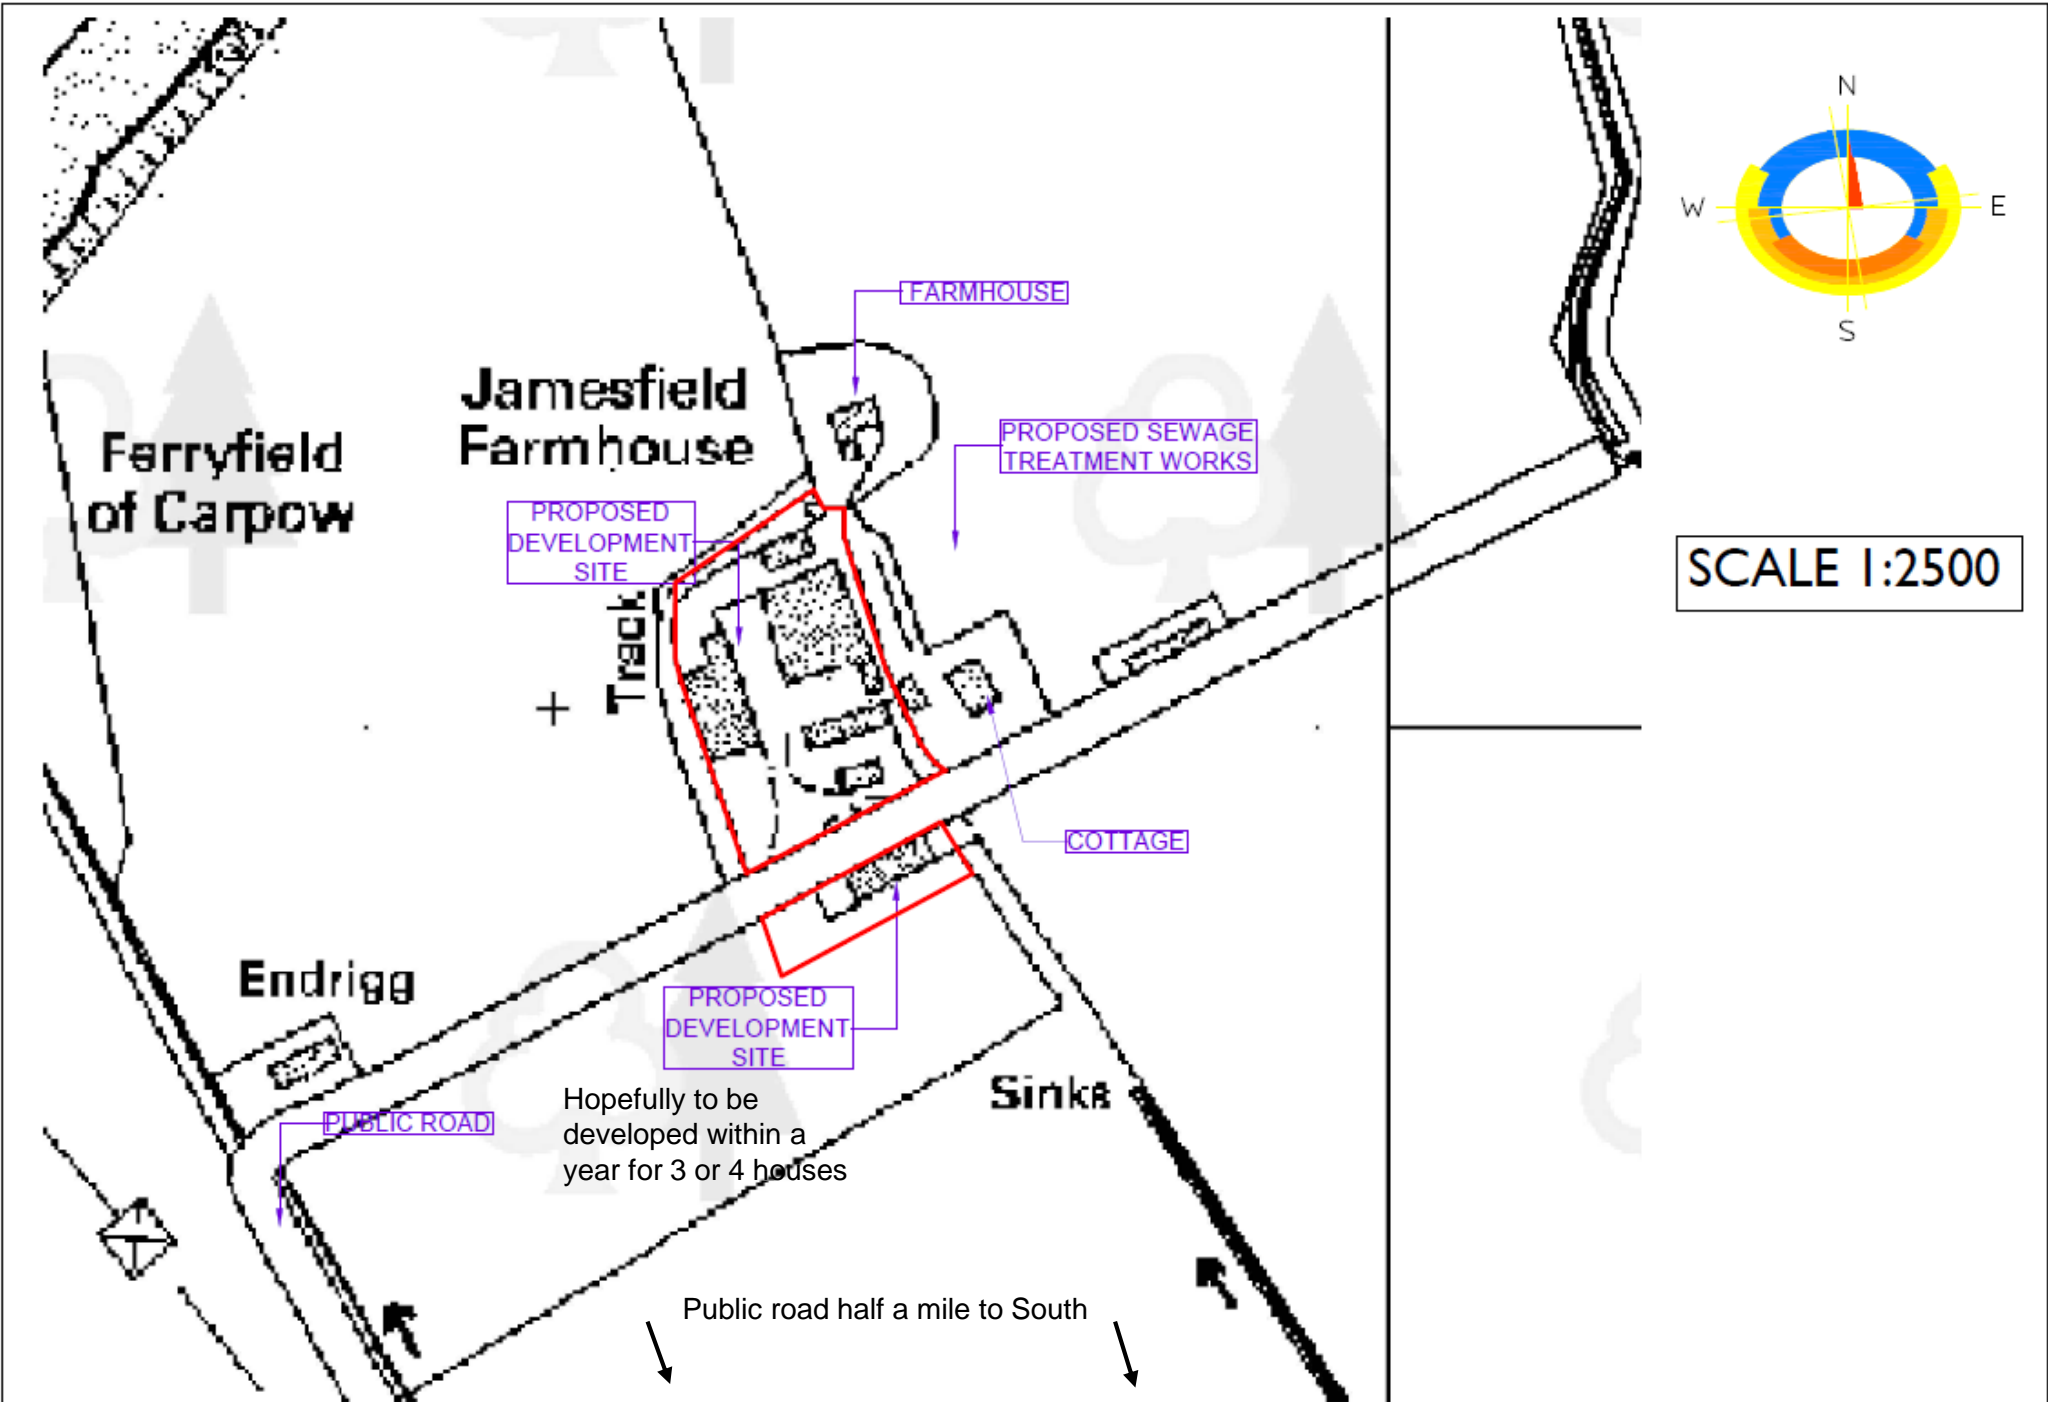 N
W
E
S
SCALE 1:2500
FARMHOUSE
Jamesfield
Farmhouse
Ferryfield
of Carpow
PROPOSED SEWAGE
TREATMENT WORKS
PROPOSED
DEVELOPMENT
SITE
Track
COTTAGE
Endrigg
PROPOSED
DEVELOPMENT
SITE
Sinks
PUBLIC ROAD
Hopefully to be
developed within a
year for 3 or 4 houses
Public road half a mile to South